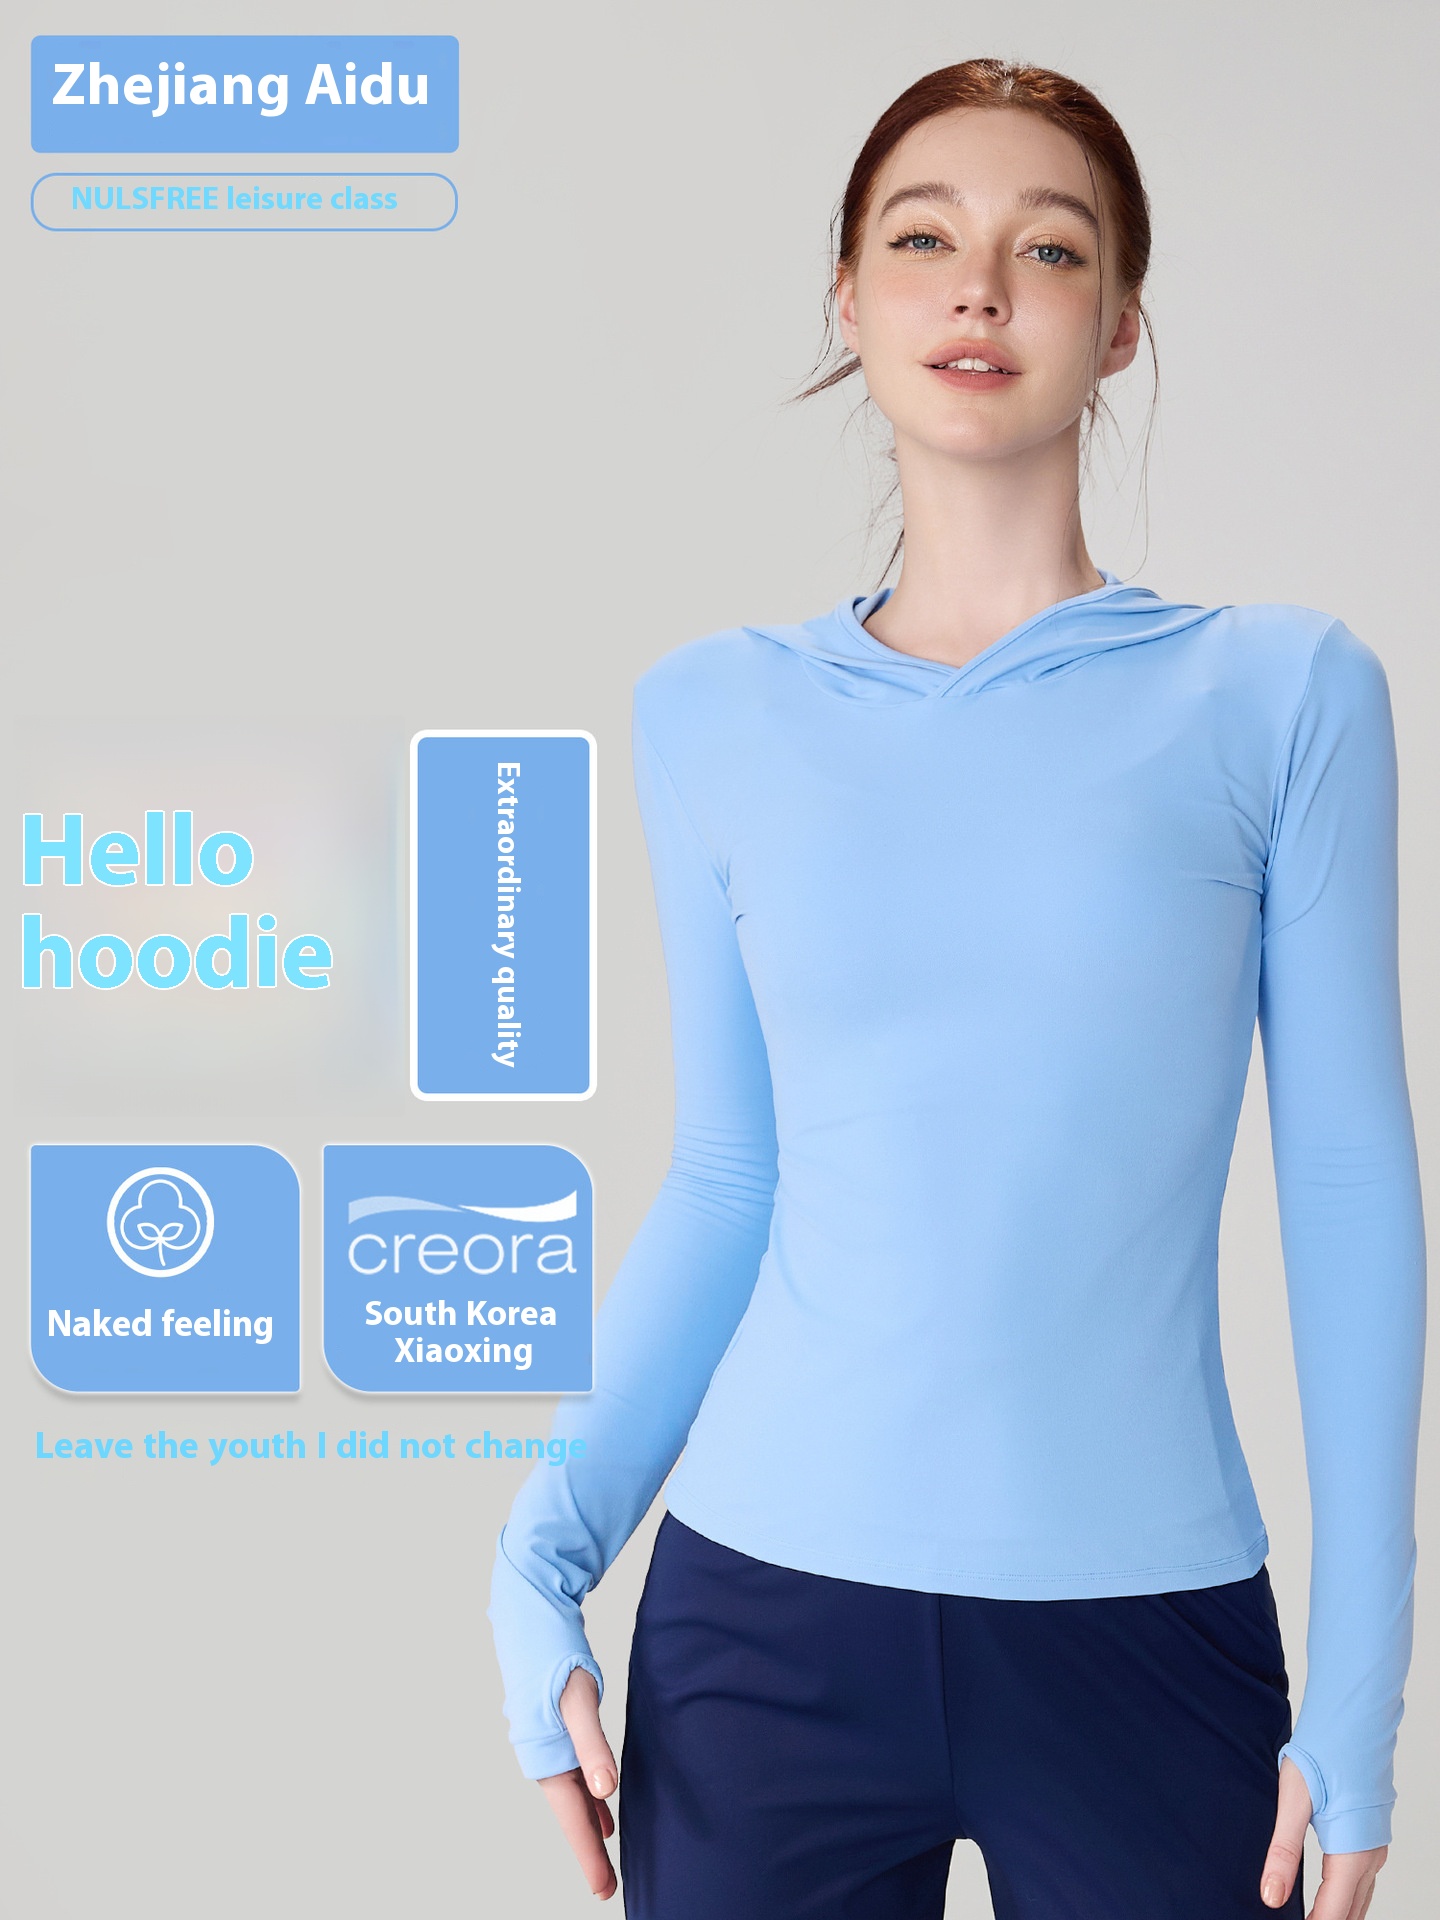 Zhejiang Aidu
NULSFREE leisure class
Hello
hoodie
Extraordinary quality
Naked feeling
creora
South Korea
Xiaoxing
Leave the youth I did not change